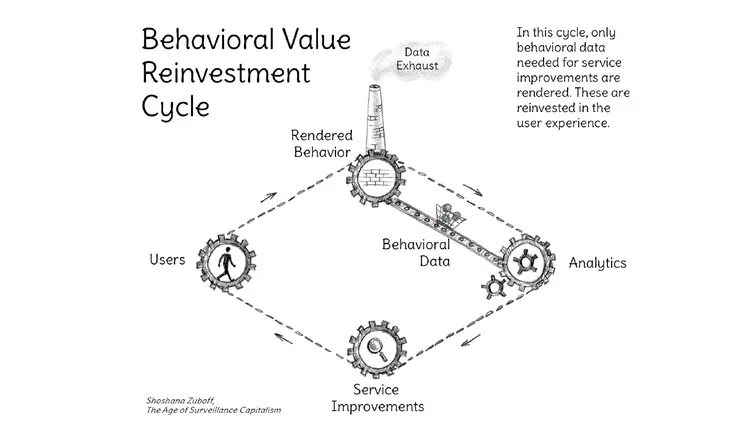 Behavioral Value
Reinvestment
Cycle
Data
Exhaust
In this cycle, only
behavioral data
needed for service
improvements are
rendered. These are
reinvested in the
user experience.
Rendered
Behavior
Users
Behavioral
Data
Analytics
Service
Improvements
Shoshana Zuboff,
The Age of Surveillance Capitalism